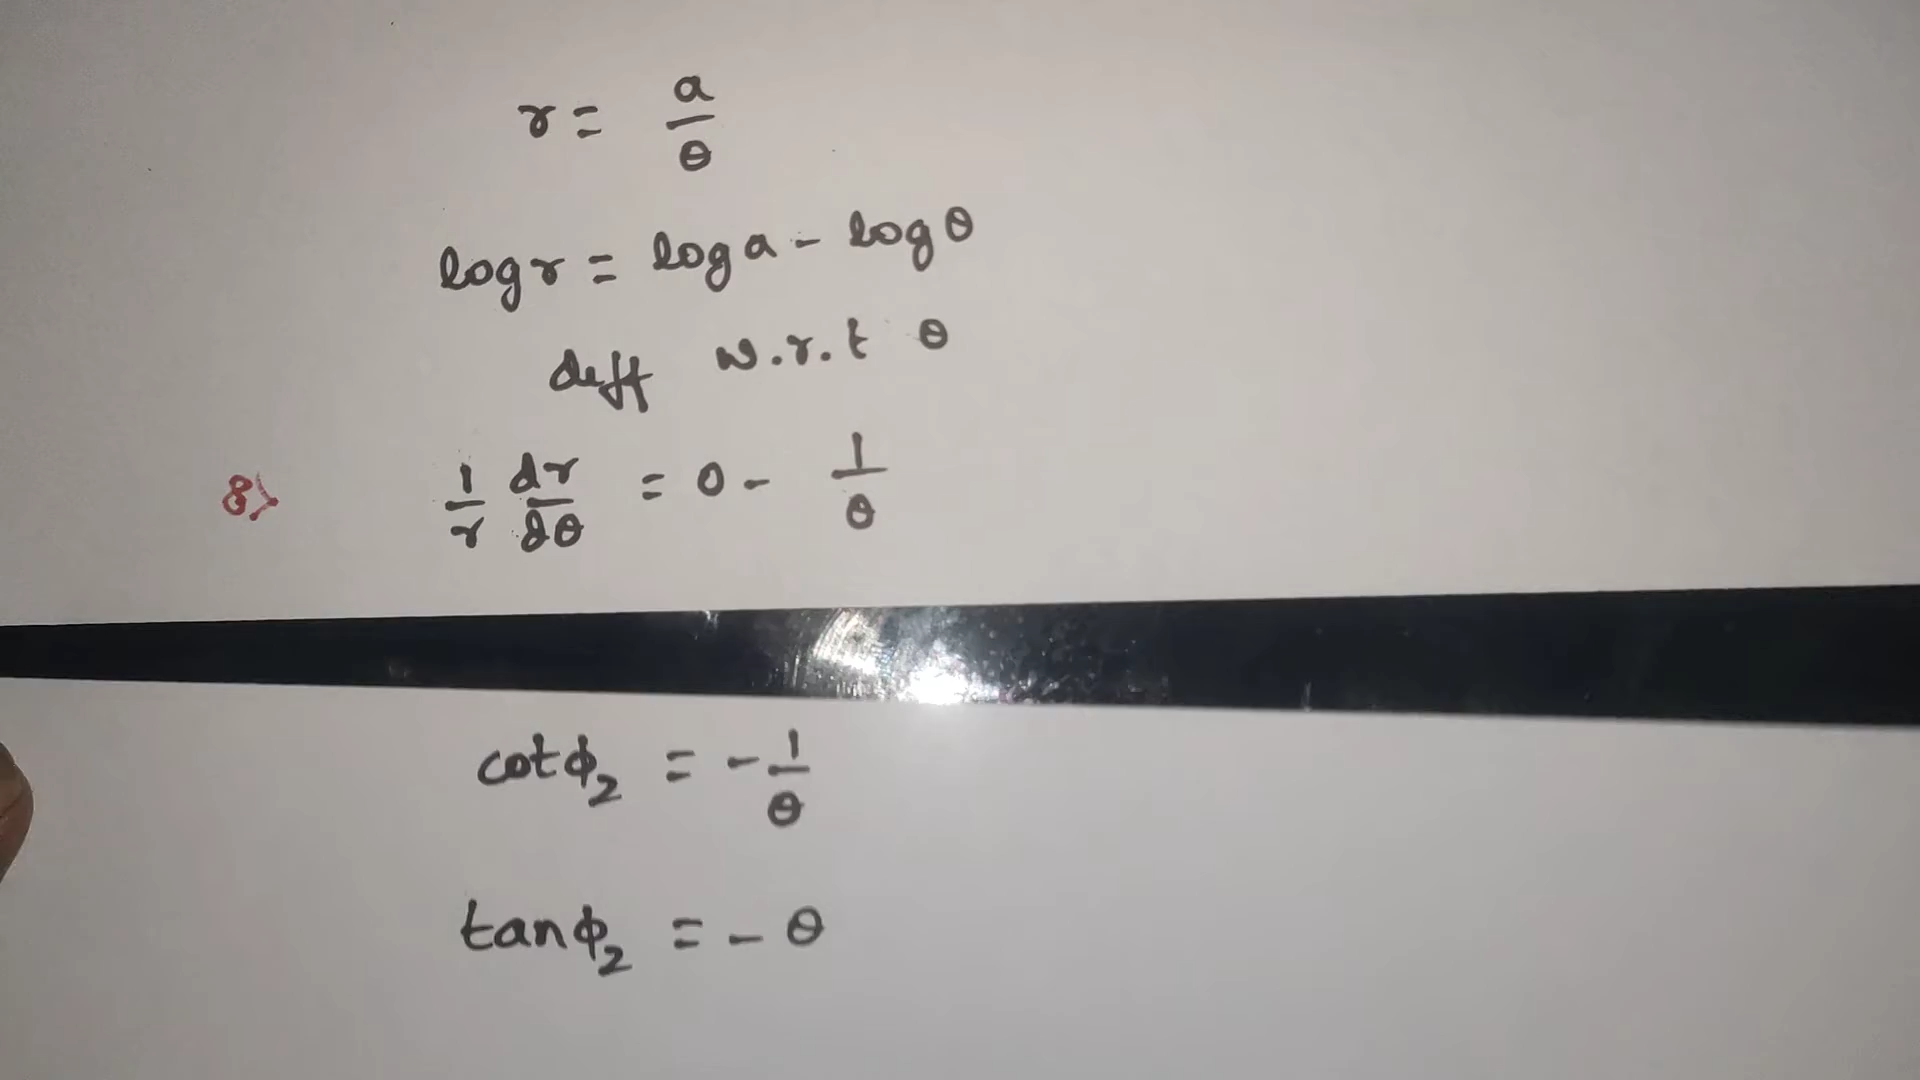 r = a/θ
log r = log a - log θ
diff w.r.t θ
8) 1/r dr/dθ = 0 - 1/θ
cot ϕ₂ = - 1/θ
tan ϕ₂ = - θ